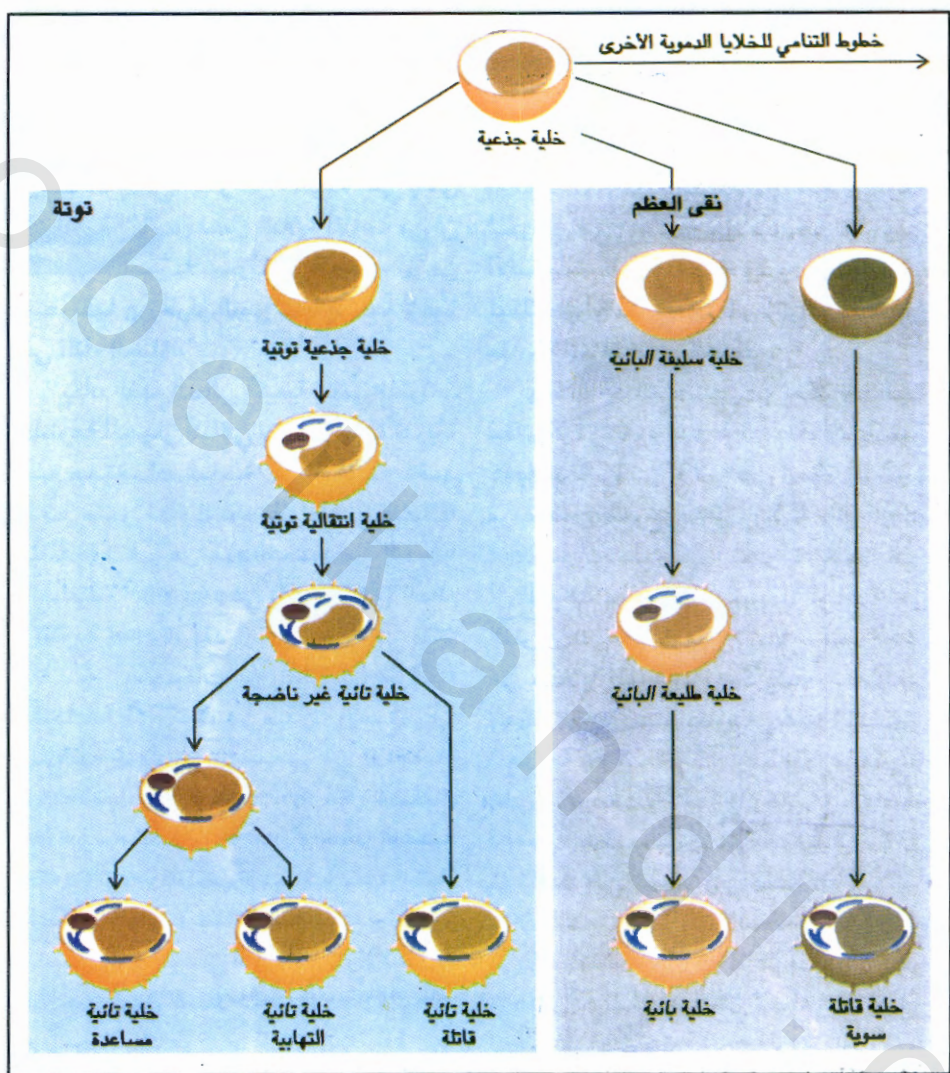 خطوط التنامي للخلايا الدموية الأخرى
خلية جذعية
نقى العظم
توتة
خلية سليفة البائية
خلية جذعية توتية
خلية انتقالية توتية
خلية طليعة البائية
خلية تائية غير ناضجة
خلية قاتلة
سوية
خلية بائية
خلية تائية
قاتلة
خلية تائية
التهابية
خلية تائية
مساعدة
obeikandl.